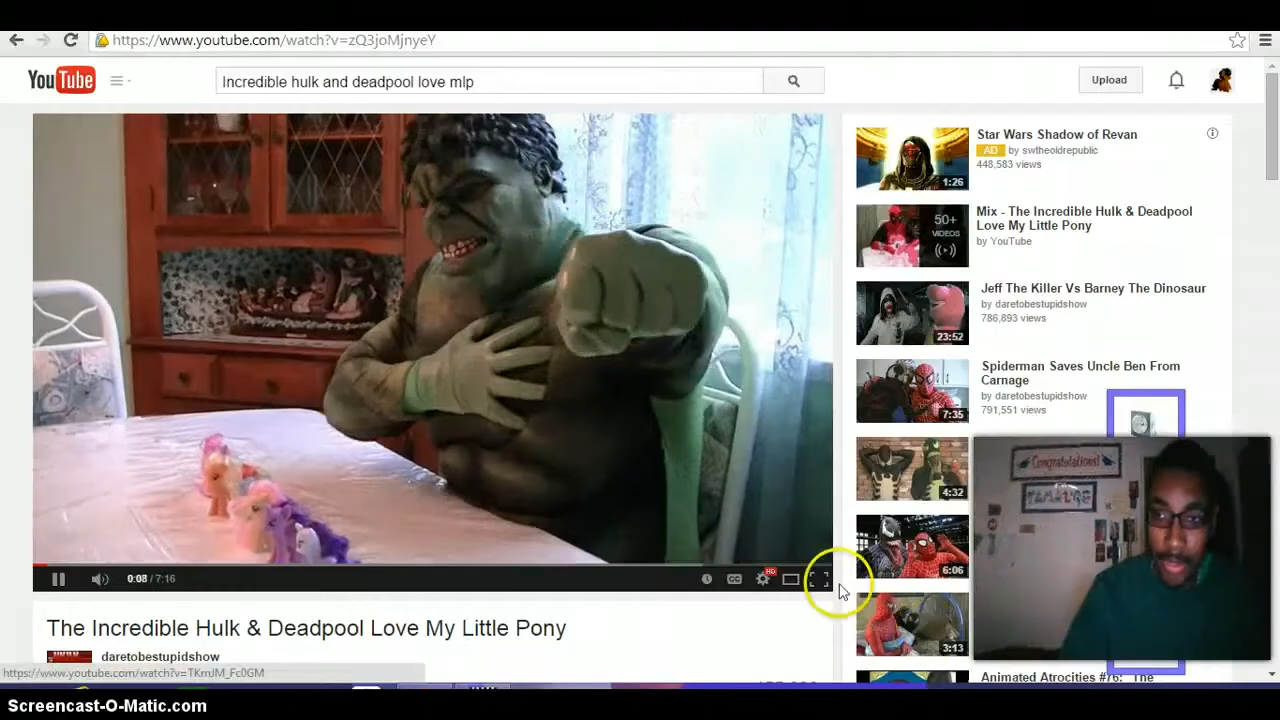 https://www.youtube.com/watch?v=zQ3joMjnyeY
YouTube
Incredible hulk and deadpool love mlp
Upload
Star Wars Shadow of Revan
AD by swtheoldrepublic
448,583 views
1:26
Mix - The Incredible Hulk & Deadpool
Love My Little Pony
by YouTube
50+
VIDEOS
Jeff The Killer Vs Barney The Dinosaur
by daretobestupidshow
786,893 views
23:52
Spiderman Saves Uncle Ben From
Carnage
by daretobestupidshow
791,551 views
7:35
4:32
6:06
3:13
Animated Atrocities #76: "The
Congratulations!
0:08 / 7:16
CC
HD
The Incredible Hulk & Deadpool Love My Little Pony
daretobestupidshow
https://www.youtube.com/watch?v=TKmJM_Fc0GM
Screencast-O-Matic.com